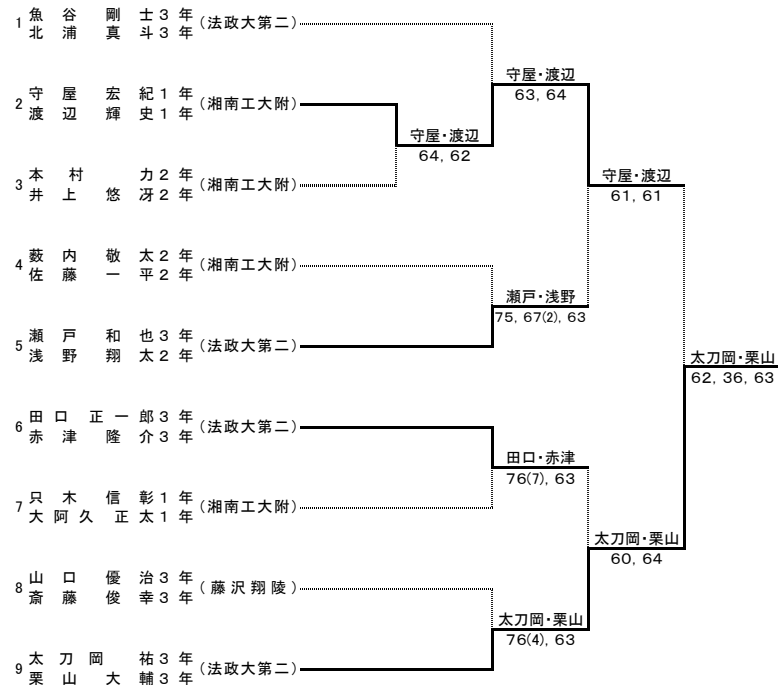 1 魚谷 剛士3年 (法政大第二)
北浦 真斗3年
2 守屋 宏紀1年 (湘南工大附)
渡辺 輝史1年
3 本村 力2年 (湘南工大附)
井上 悠冴2年
4 薮内 敬太2年 (湘南工大附)
佐藤 一平2年
5 瀬戸 和也3年 (法政大第二)
浅野 翔太2年
6 田口 正一郎3年 (法政大第二)
赤津 隆介3年
7 只木 信彰1年 (湘南工大附)
大阿久 正太1年
8 山口 優治3年 (藤沢翔陵)
斎藤 俊幸3年
9 太刀岡 祐3年 (法政大第二)
栗山 大輔3年
守屋・渡辺
64, 62
守屋・渡辺
63, 64
瀬戸・浅野
75, 67(2), 63
田口・赤津
76(7), 63
太刀岡・栗山
76(4), 63
守屋・渡辺
61, 61
太刀岡・栗山
60, 64
太刀岡・栗山
62, 36, 63